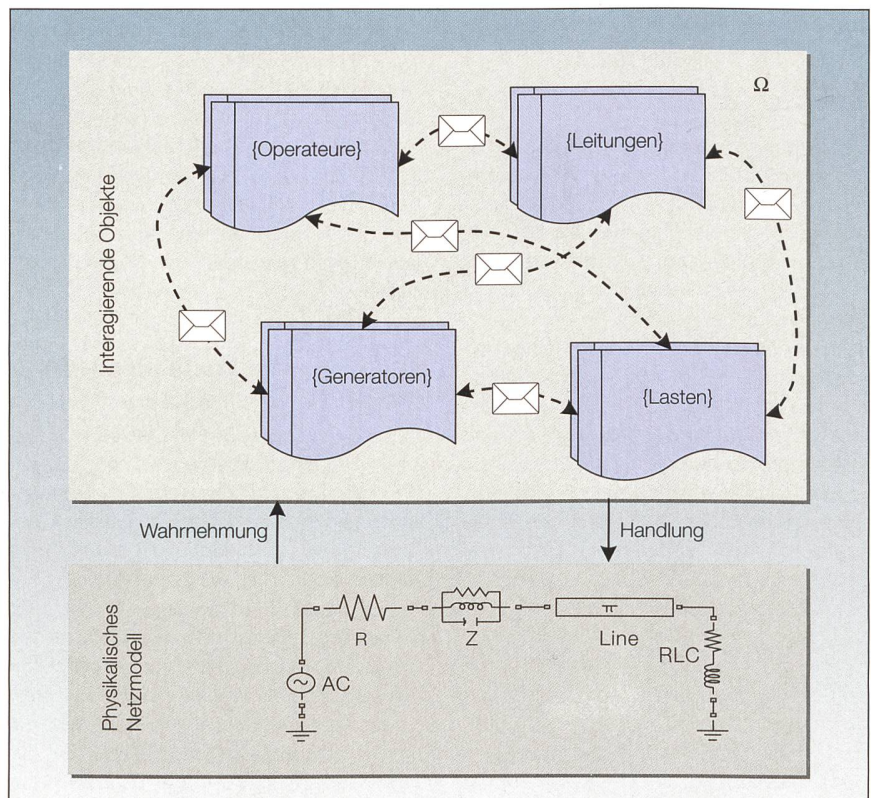 Ω
{Operateure}
{Leitungen}
Interagierende Objekte
{Generatoren}
{Lasten}
Wahrnehmung
Handlung
Physikalisches
Netzmodell
R
Z
π
Line
RLC
AC